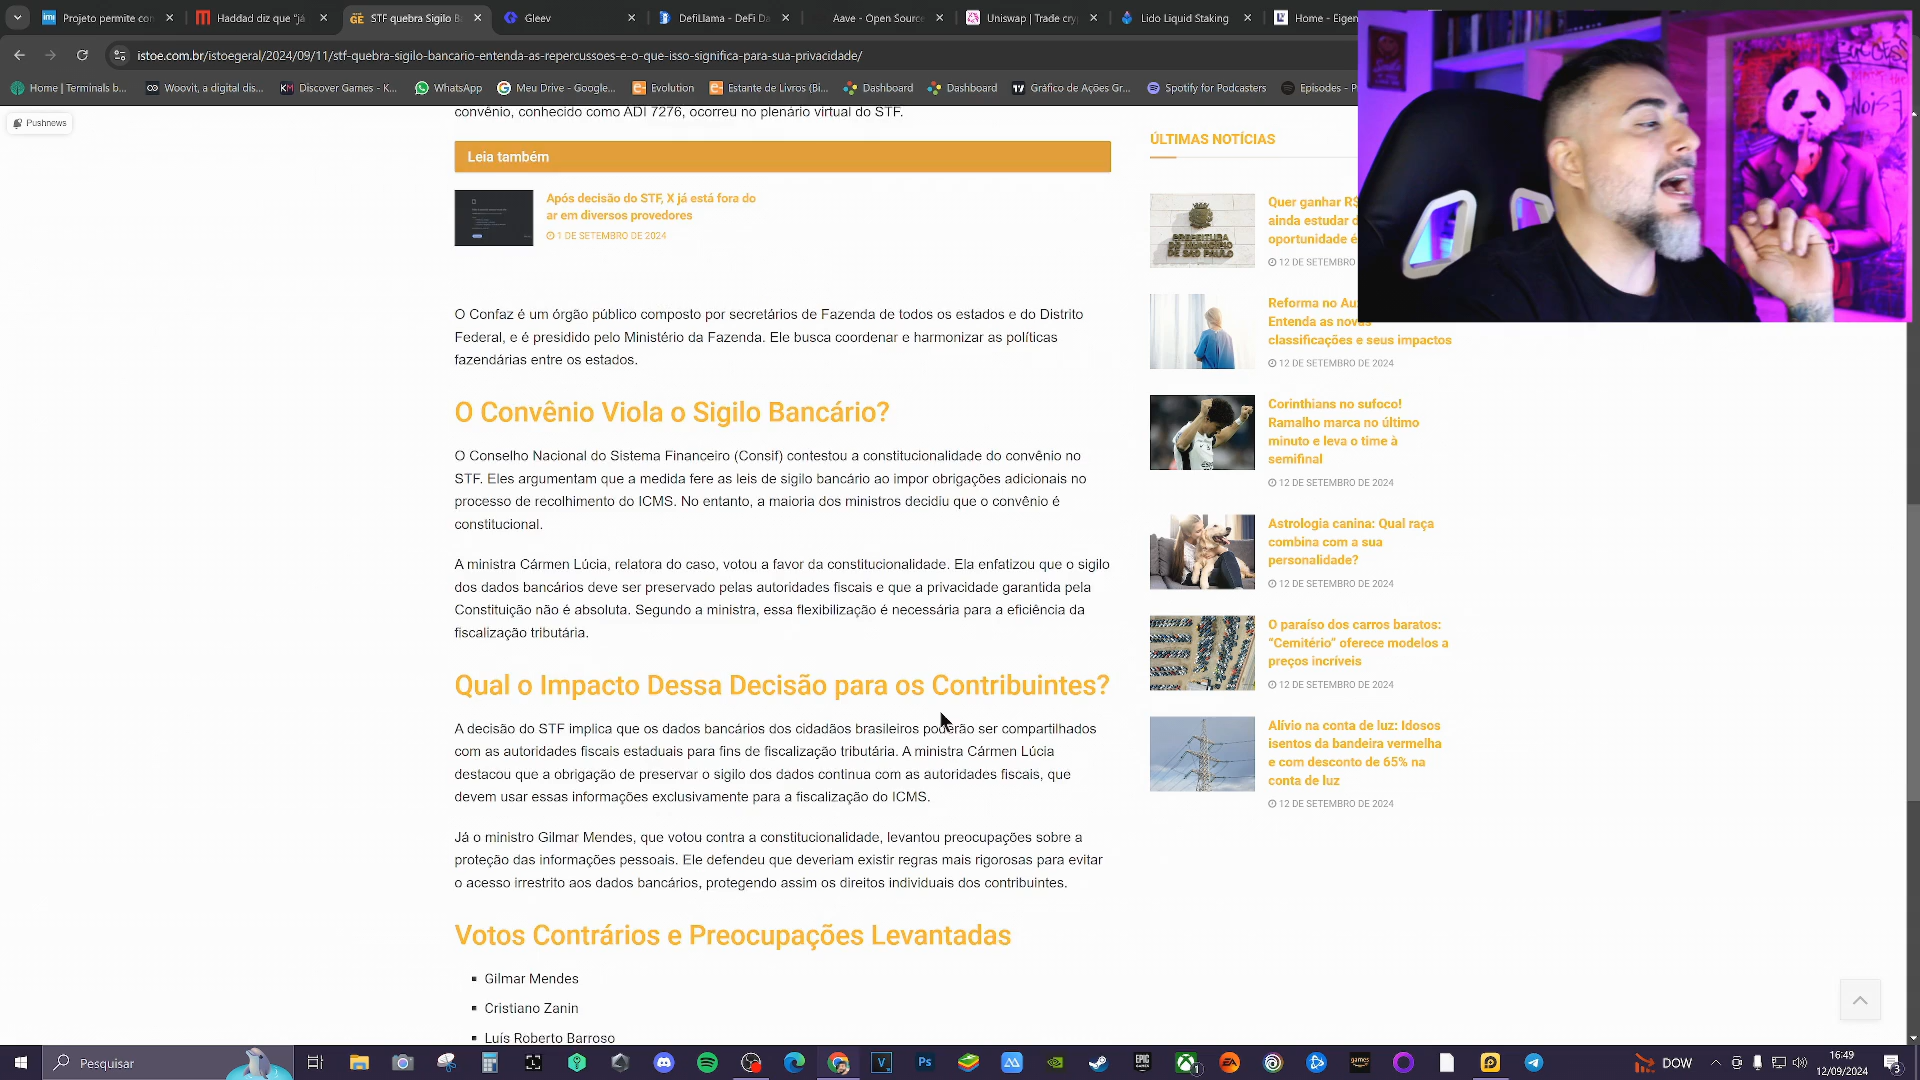 Projeto permite con
Haddad diz que "já
STF quebra Sigilo B
Gleev
DefiLlama - DeFi Da
Aave - Open Source
Uniswap | Trade cry
Lido Liquid Staking
Home - Eigen
istoe.com.br/istoegeral/2024/09/11/stf-quebra-sigilo-bancario-entenda-as-repercussoes-e-o-que-isso-significa-para-sua-privacidade/
Home | Terminals b...
Woovit, a digital dis...
Discover Games - K...
WhatsApp
Meu Drive - Google...
Evolution
Estante de Livros (Bi...
Dashboard
Dashboard
Gráfico de Ações Gr...
Spotify for Podcasters
Episodes - P
Pushnews
convênio, conhecido como ADI 7276, ocorreu no plenário virtual do STF.
Leia também
Após decisão do STF, X já está fora do
ar em diversos provedores
1 DE SETEMBRO DE 2024
O Confaz é um órgão público composto por secretários de Fazenda de todos os estados e do Distrito
Federal, e é presidido pelo Ministério da Fazenda. Ele busca coordenar e harmonizar as políticas
fazendárias entre os estados.
O Convênio Viola o Sigilo Bancário?
O Conselho Nacional do Sistema Financeiro (Consif) contestou a constitucionalidade do convênio no
STF. Eles argumentam que a medida fere as leis de sigilo bancário ao impor obrigações adicionais no
processo de recolhimento do ICMS. No entanto, a maioria dos ministros decidiu que o convênio é
constitucional.
A ministra Cármen Lúcia, relatora do caso, votou a favor da constitucionalidade. Ela enfatizou que o sigilo
dos dados bancários deve ser preservado pelas autoridades fiscais e que a privacidade garantida pela
Constituição não é absoluta. Segundo a ministra, essa flexibilização é necessária para a eficiência da
fiscalização tributária.
Qual o Impacto Dessa Decisão para os Contribuintes?
A decisão do STF implica que os dados bancários dos cidadãos brasileiros poderão ser compartilhados
com as autoridades fiscais estaduais para fins de fiscalização tributária. A ministra Cármen Lúcia
destacou que a obrigação de preservar o sigilo dos dados continua com as autoridades fiscais, que
devem usar essas informações exclusivamente para a fiscalização do ICMS.
Já o ministro Gilmar Mendes, que votou contra a constitucionalidade, levantou preocupações sobre a
proteção das informações pessoais. Ele defendeu que deveriam existir regras mais rigorosas para evitar
o acesso irrestrito aos dados bancários, protegendo assim os direitos individuais dos contribuintes.
Votos Contrários e Preocupações Levantadas
Gilmar Mendes
Cristiano Zanin
Luís Roberto Barroso
ÚLTIMAS NOTÍCIAS
PREFEITURA
DO MUNICÍPIO
DE SÃO PAULO
Quer ganhar R$
ainda estudar
oportunidade é
12 DE SETEMBRO
Reforma no Au
Entenda as novas
classificações e seus impactos
12 DE SETEMBRO DE 2024
Corinthians no sufoco!
Ramalho marca no último
minuto e leva o time à
semifinal
12 DE SETEMBRO DE 2024
Astrologia canina: Qual raça
combina com a sua
personalidade?
12 DE SETEMBRO DE 2024
O paraíso dos carros baratos:
“Cemitério” oferece modelos a
preços incríveis
12 DE SETEMBRO DE 2024
Alívio na conta de luz: Idosos
isentos da bandeira vermelha
e com desconto de 65% na
conta de luz
12 DE SETEMBRO DE 2024
Pesquisar
DOW
16:49
12/09/2024